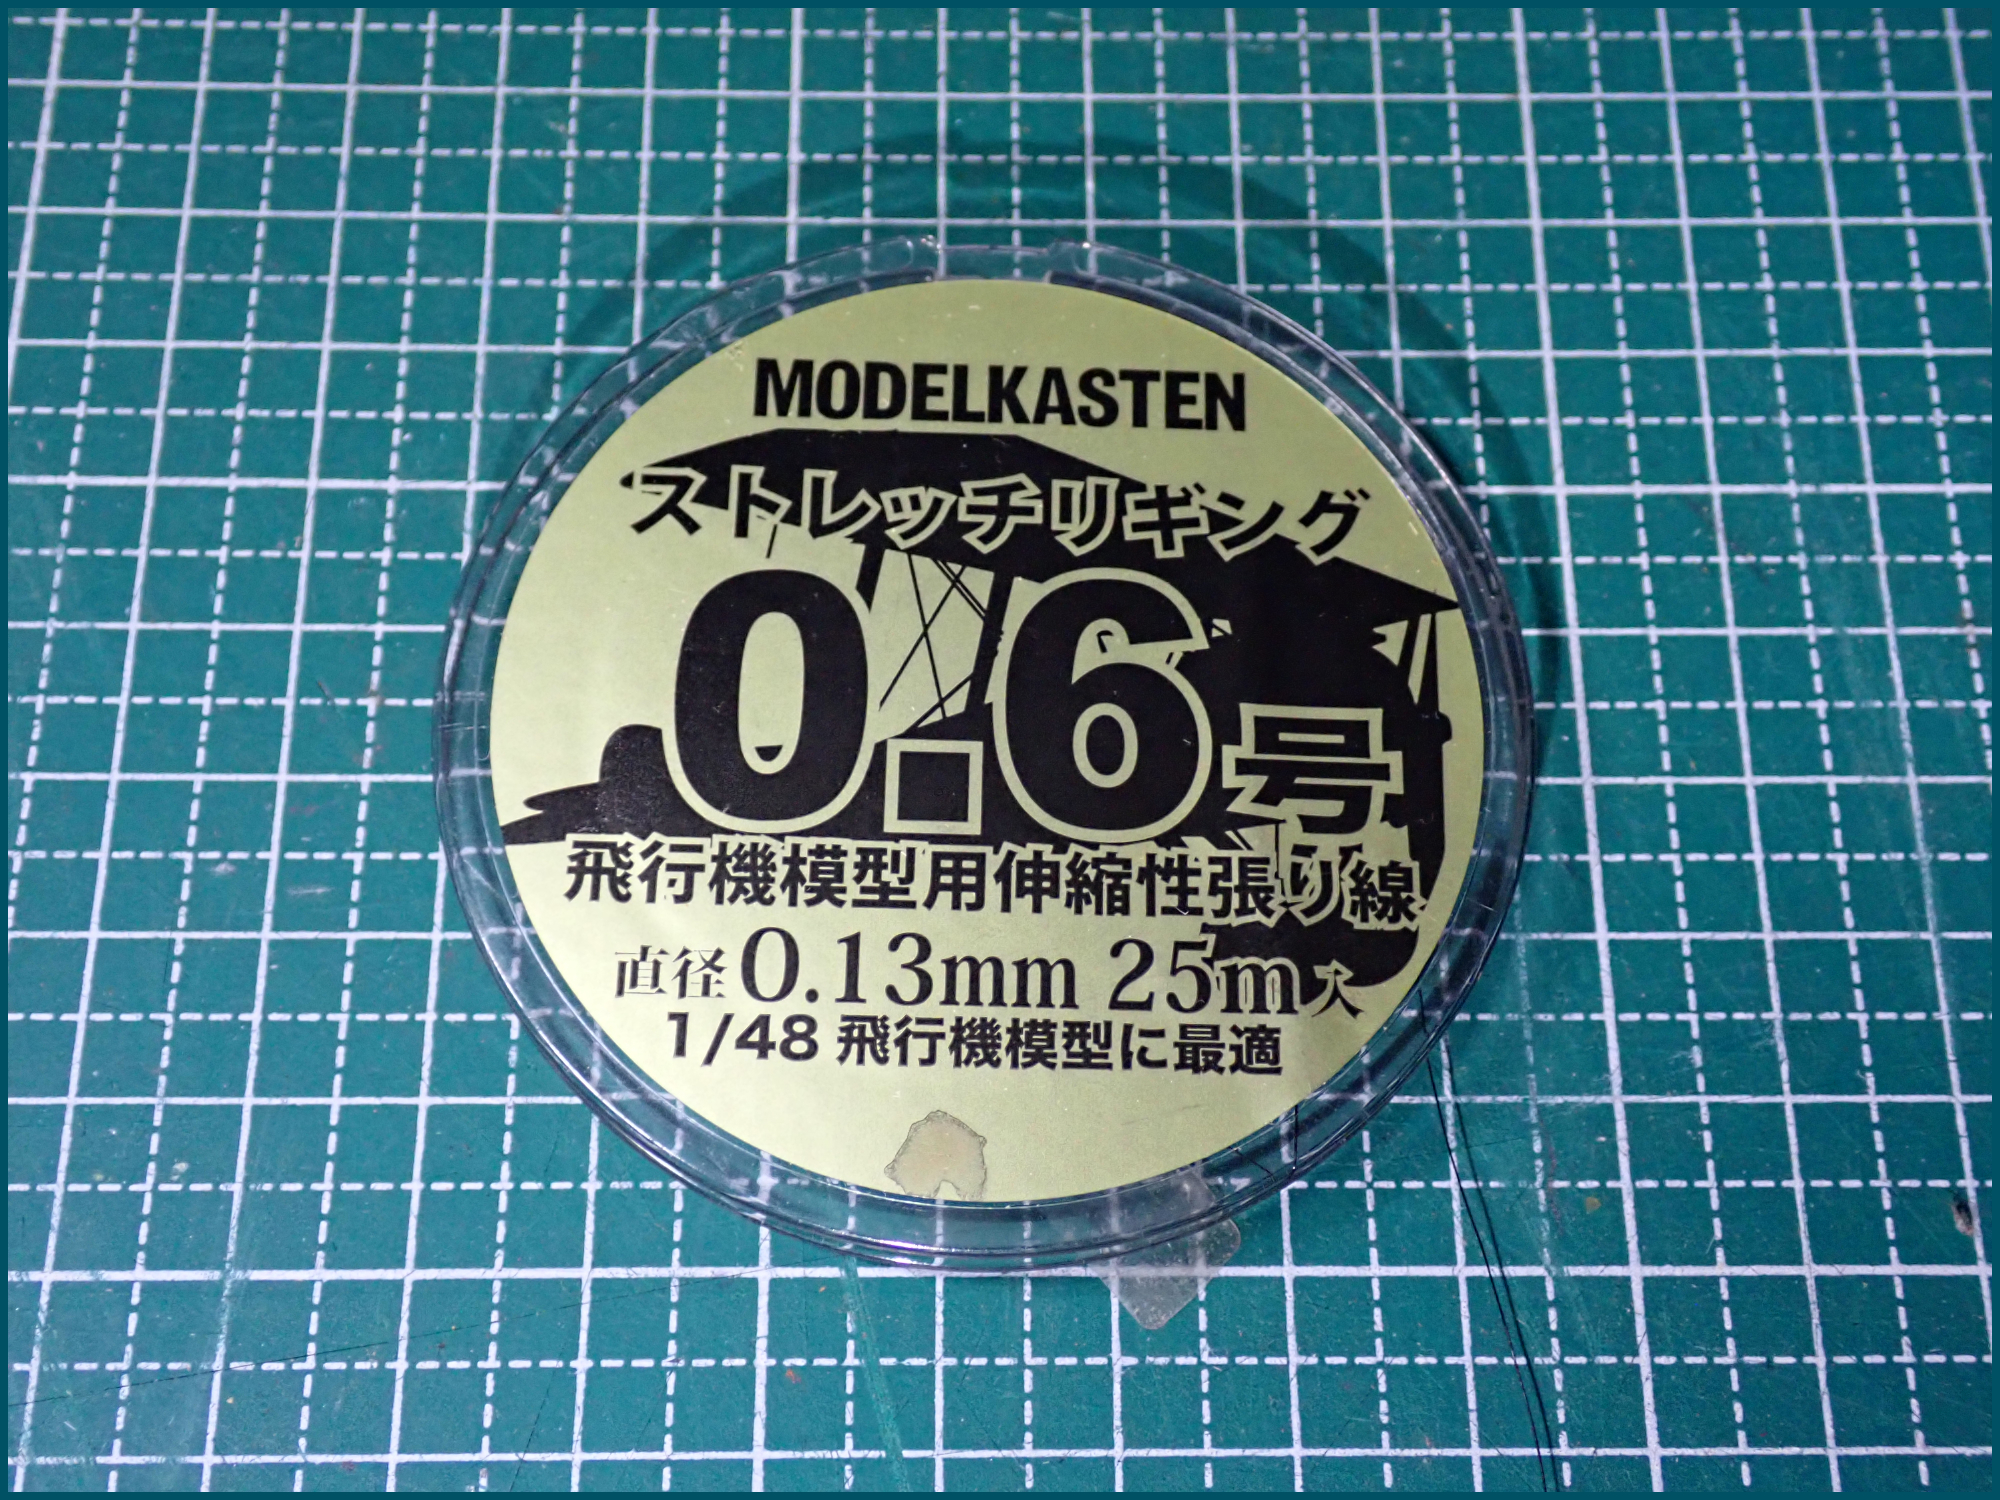 MODELKASTEN
ストレッチリギング
0.6号
飛行機模型用伸縮性張り線
直径0.13mm 25m入
1/48 飛行機模型に最適